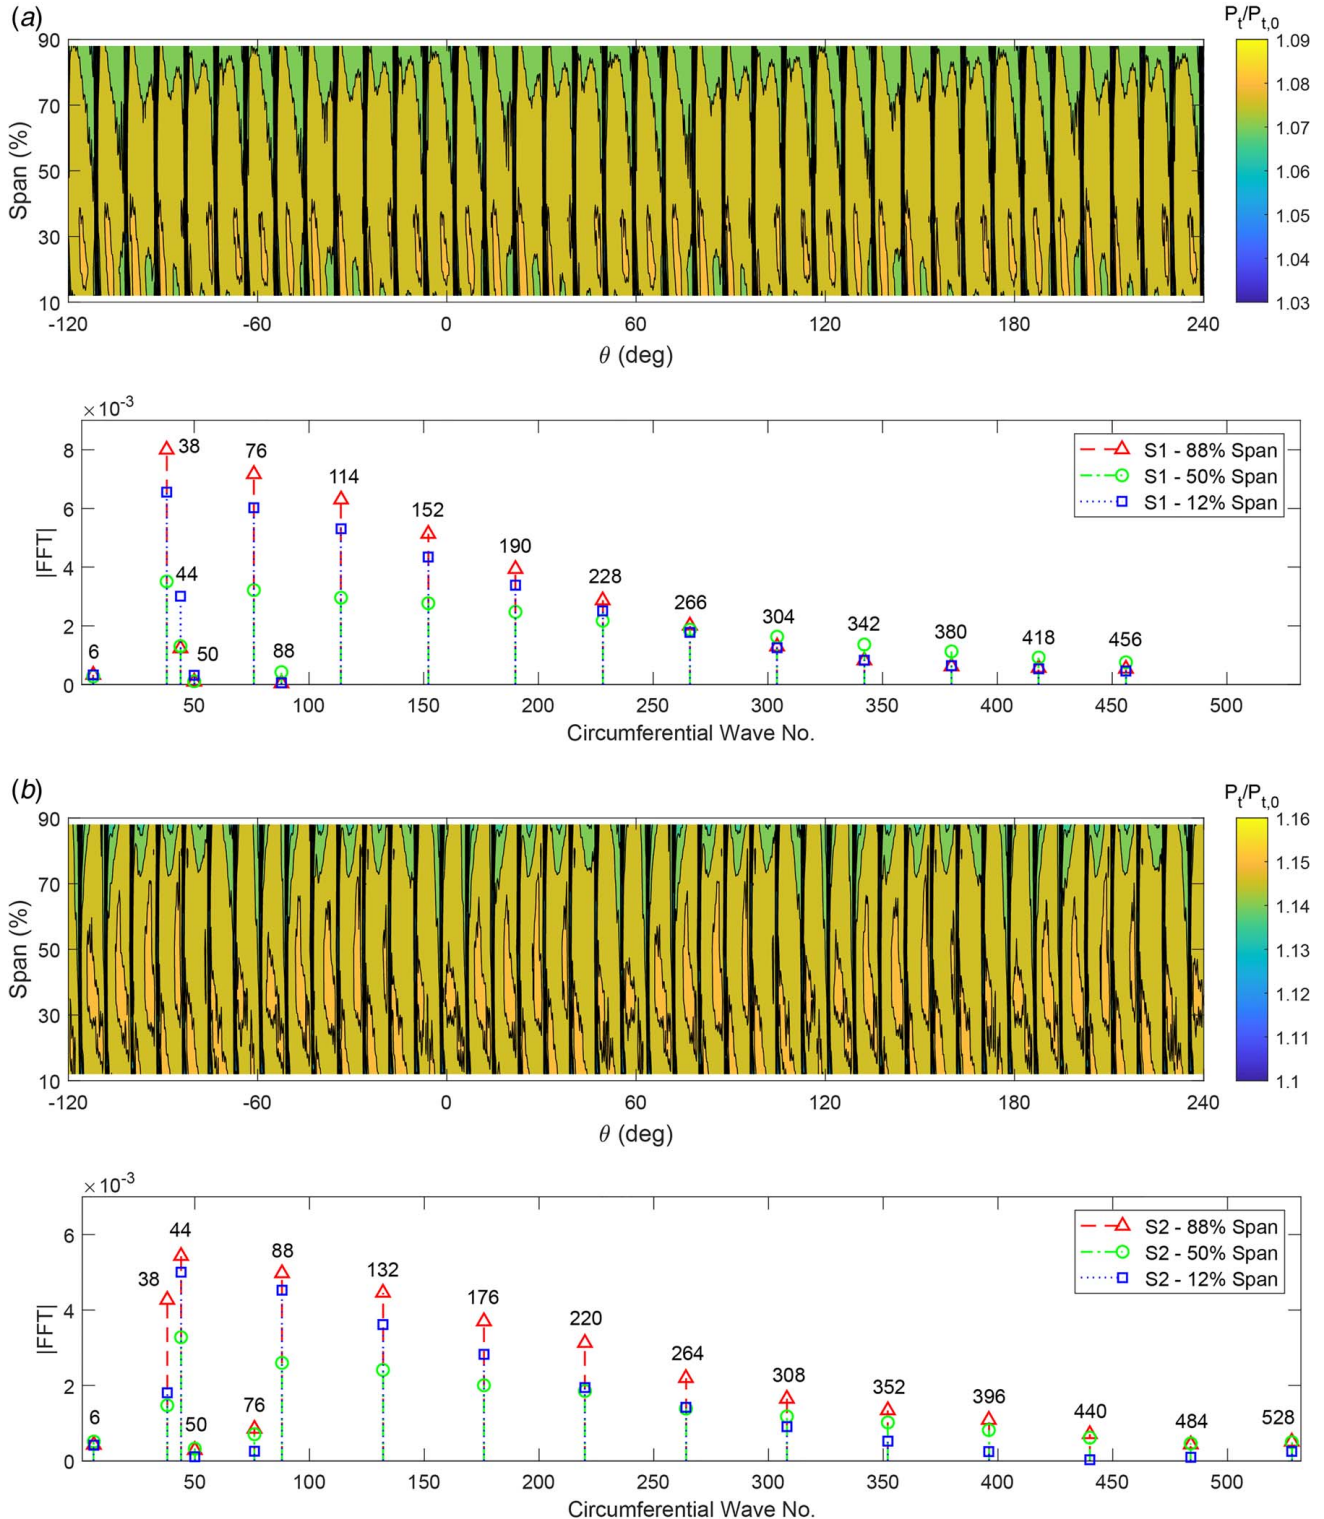 (a)
P_t/P_t,0
90
70
50
30
10
Span (%)
-120 -60 0 60 120 180 240
θ (deg)
1.09
1.08
1.07
1.06
1.05
1.04
1.03
×10^-3
8
6
4
2
0
|FFT|
6 38 44 50 76 88 114 152 190 228 266 304 342 380 418 456
S1 - 88% Span
S1 - 50% Span
S1 - 12% Span
50 100 150 200 250 300 350 400 450 500
Circumferential Wave No.
(b)
P_t/P_t,0
90
70
50
30
10
Span (%)
-120 -60 0 60 120 180 240
θ (deg)
1.16
1.15
1.14
1.13
1.12
1.11
1.1
×10^-3
6
4
2
0
|FFT|
6 38 44 50 76 88 132 176 220 264 308 352 396 440 484 528
S2 - 88% Span
S2 - 50% Span
S2 - 12% Span
50 100 150 200 250 300 350 400 450 500
Circumferential Wave No.